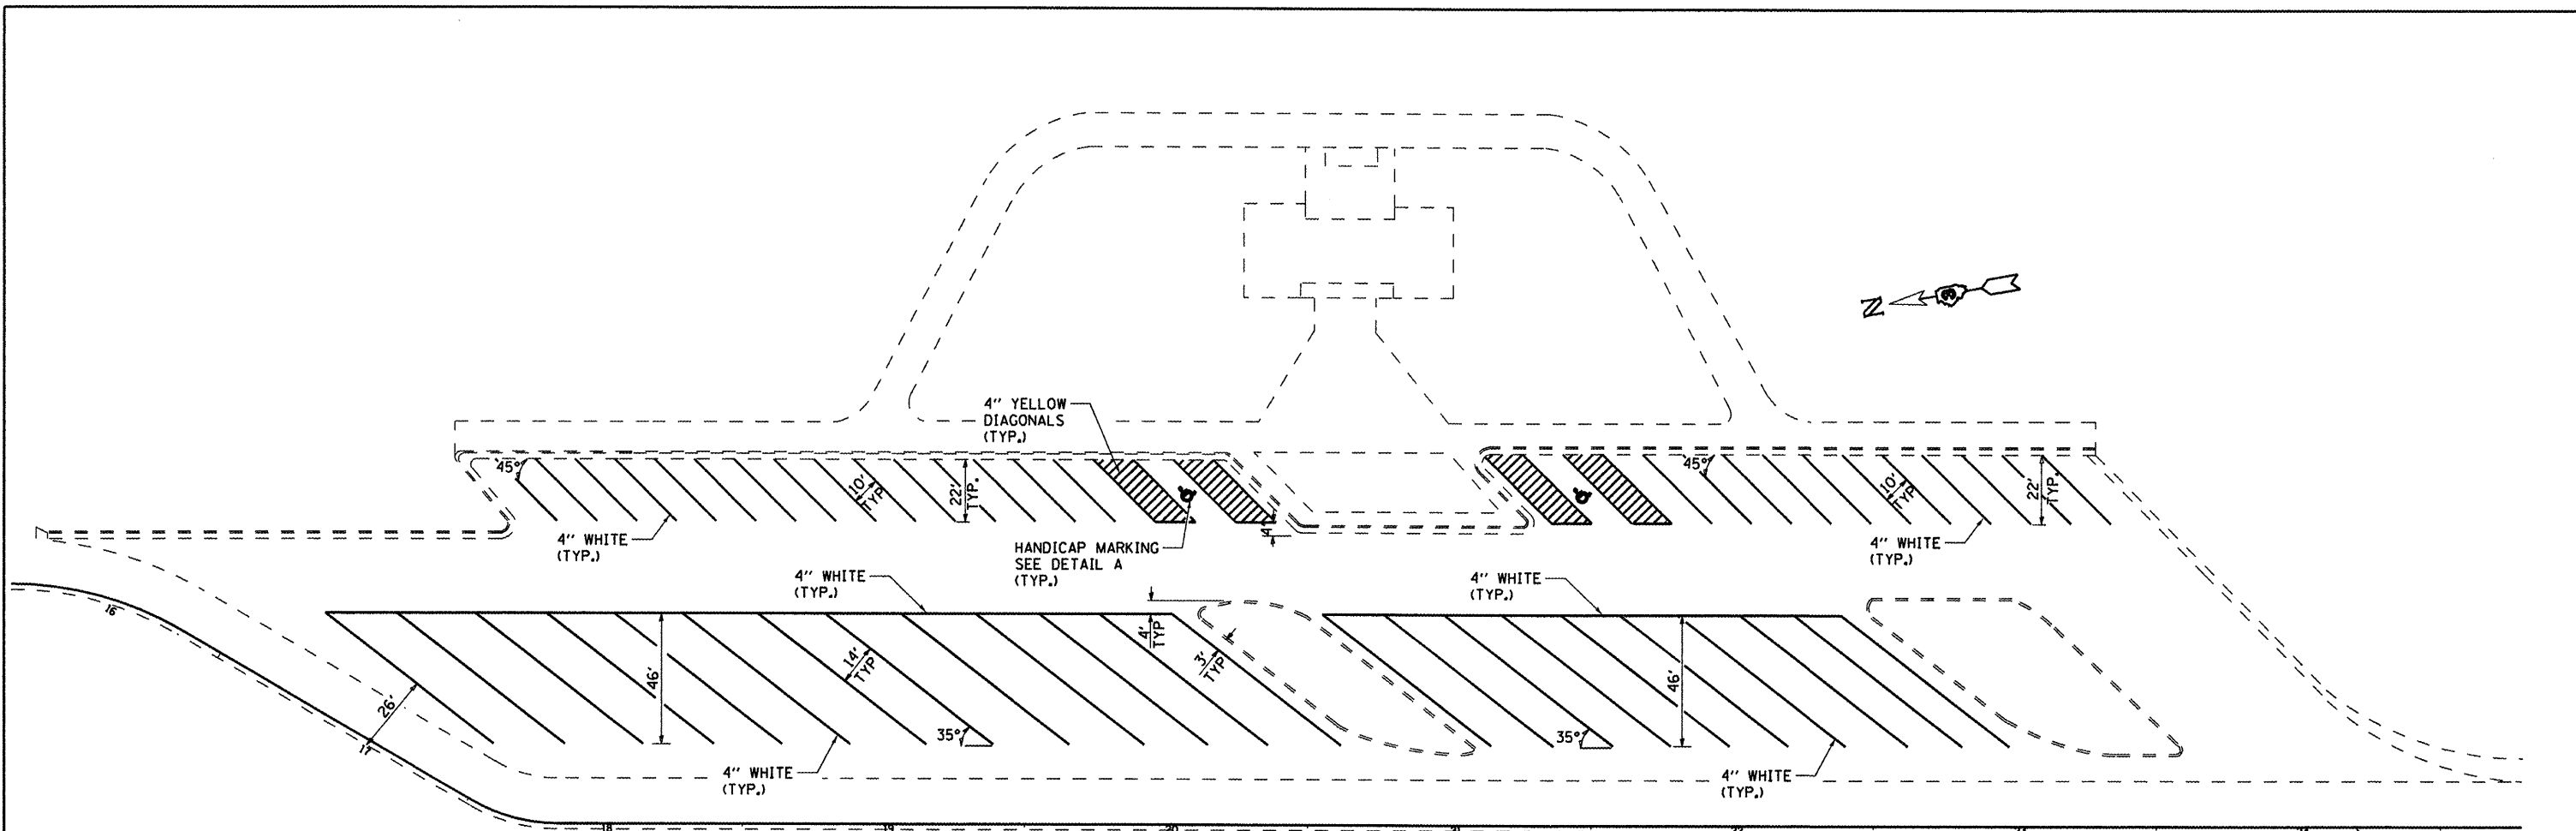 N
4" YELLOW
DIAGONALS
(TYP.)
45°
10'
TYP
22'
TYP.
45°
10'
TYP
22'
TYP.
4" WHITE
(TYP.)
HANDICAP MARKING
SEE DETAIL A
(TYP.)
4'
4" WHITE
(TYP.)
4" WHITE
(TYP.)
4" WHITE
(TYP.)
16
26'
17
46'
14'
TYP
4'
TYP
3'
TYP
46'
35°
35°
4" WHITE
(TYP.)
4" WHITE
(TYP.)
18
19
20
21